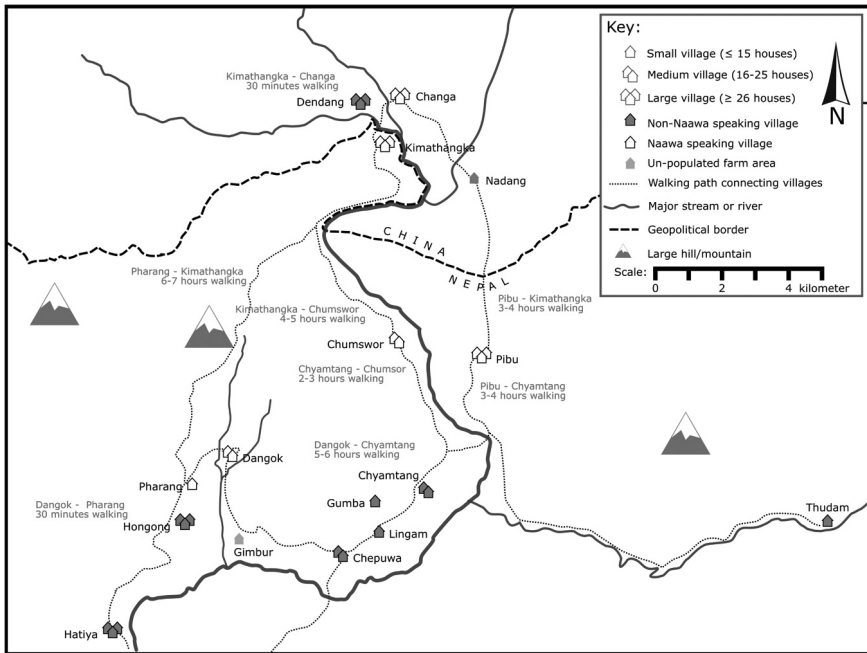 Key:
Small village (≤ 15 houses)
Medium village (16-25 houses)
Large village (≥ 26 houses)
Non-Naawa speaking village
Naawa speaking village
Un-populated farm area
Walking path connecting villages
Major stream or river
Geopolitical border
Large hill/mountain
Scale:
0 2 4 kilometer
N
Kimathangka - Changa
30 minutes walking
Dendang
Changa
Kimathangka
Nadang
CHINA
NEPAL
Pharang - Kimathangka
6-7 hours walking
Kimathangka - Chumswor
4-5 hours walking
Pibu - Kimathangka
3-4 hours walking
Chumswor
Pibu
Chyamtang - Chumsor
2-3 hours walking
Pibu - Chyamtang
3-4 hours walking
Dangok - Chyamtang
5-6 hours walking
Dangok
Chyamtang
Pharang
Dangok - Pharang
30 minutes walking
Gumba
Hongong
Lingam
Thudam
Gimbur
Chepuwa
Hatiya